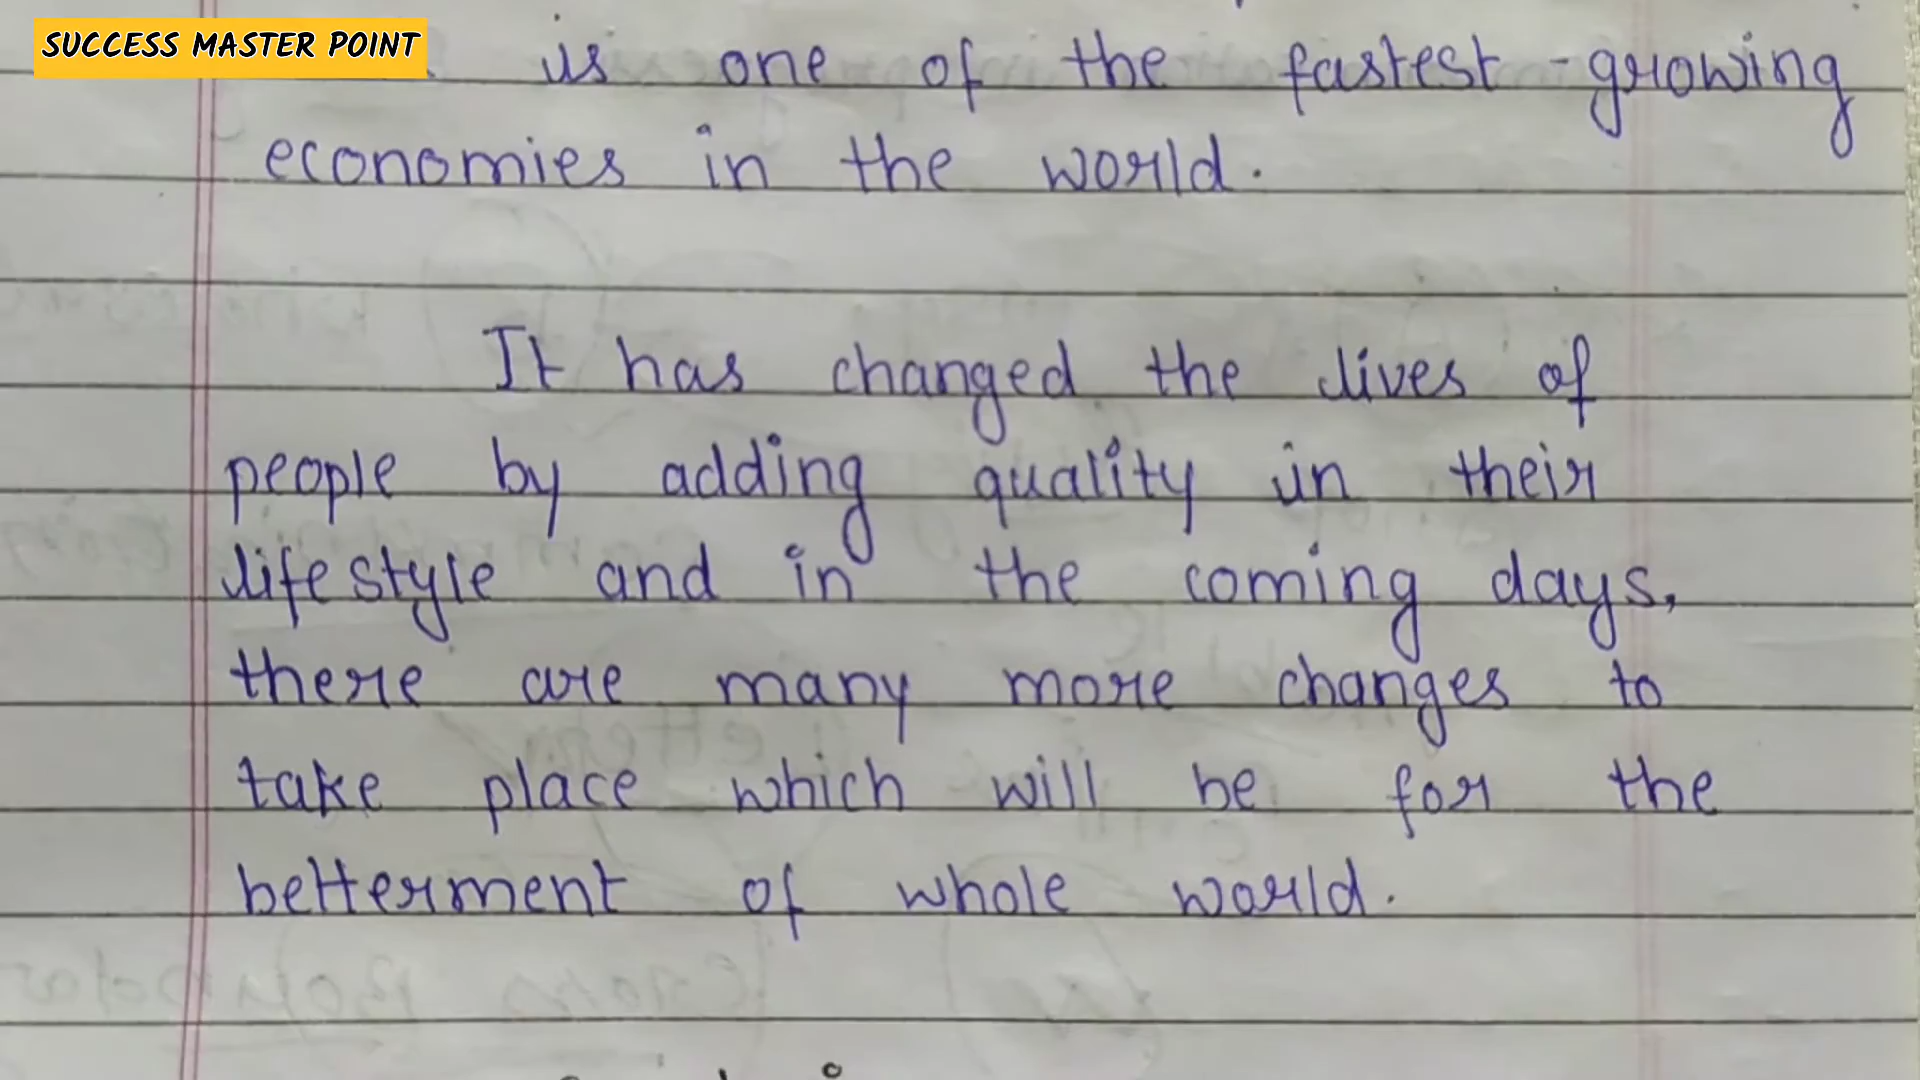 SUCCESS MASTER POINT
is one of the fastest-growing
economies in the world.
It has changed the lives of
people by adding quality in their
lifestyle and in the coming days,
there are many more changes to
take place which will be for the
betterment of whole world.